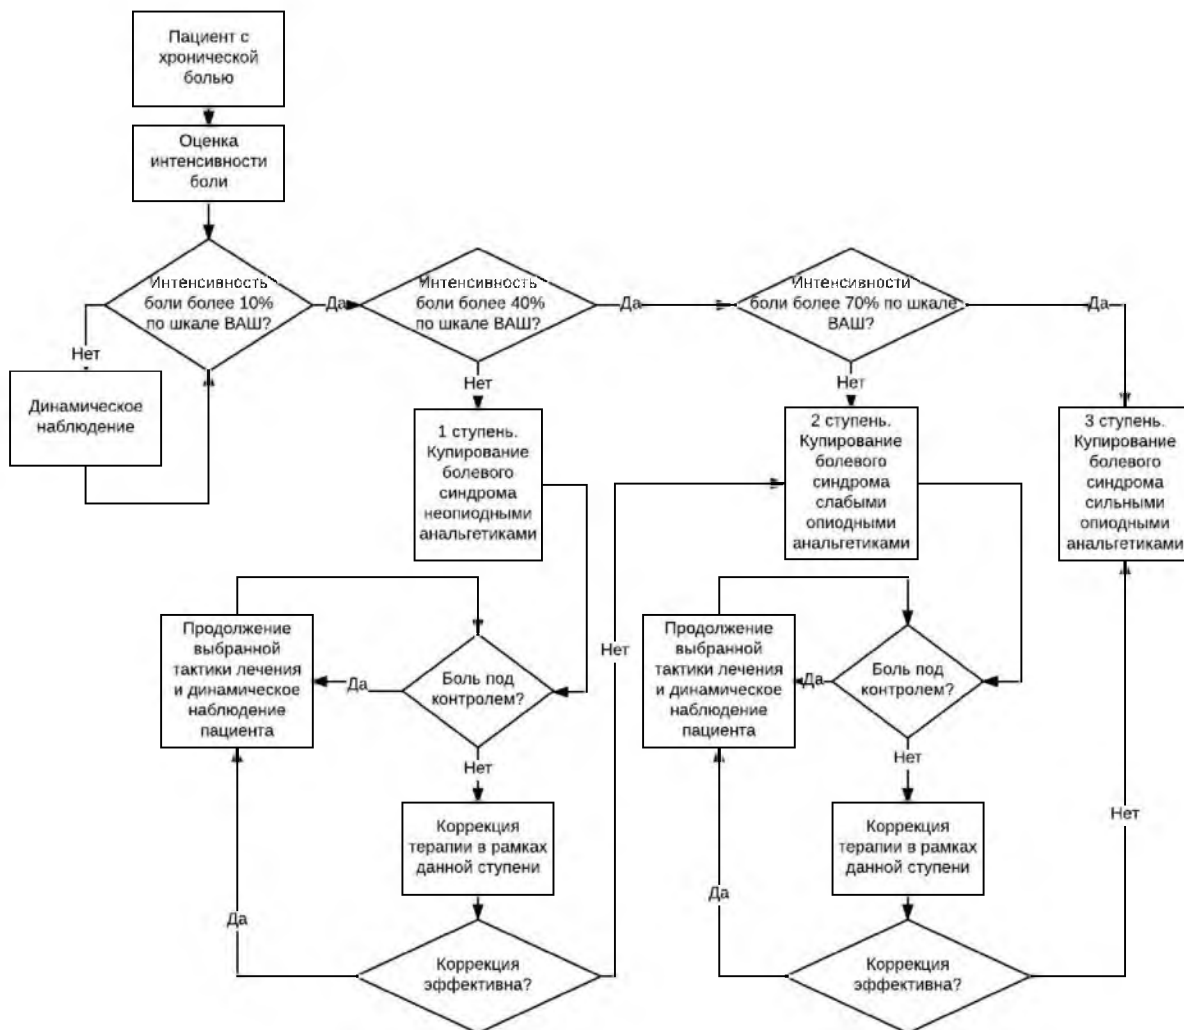 Пациент с
хронической
болью
Оценка
интенсивности
боли
Интенсивность
боли более 10%
по шкале ВАШ?
Да
Интенсивность
боли более 40%
по шкале ВАШ?
Да
Интенсивности
боли более 70% по шкале
ВАШ?
Да
Нет
Динамическое
наблюдение
Нет
1 ступень.
Купирование
болевого
синдрома
неопиодными
анальгетиками
Нет
2 ступень.
Купирование
болевого
синдрома
слабыми
опиодными
анальгетиками
3 ступень.
Купирование
болевого
синдрома
сильными
опиодными
анальгетиками
Продолжение
выбранной
тактики лечения
и динамическое
наблюдение
пациента
Да
Боль под
контролем?
Нет
Продолжение
выбранной
тактики лечения
и динамическое
наблюдение
пациента
Да
Боль под
контролем?
Нет
Коррекция
терапии в рамках
данной ступени
Нет
Коррекция
терапии в рамках
данной ступени
Нет
Да
Коррекция
эффективна?
Да
Коррекция
эффективна?